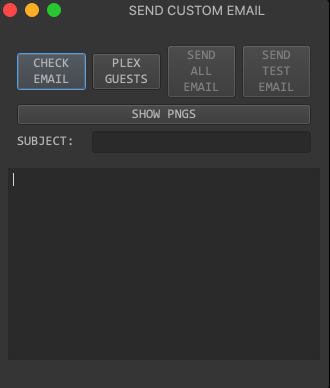 SEND CUSTOM EMAIL
CHECK
EMAIL
PLEX
GUESTS
SEND
ALL
EMAIL
SEND
TEST
EMAIL
SHOW PNGS
SUBJECT: